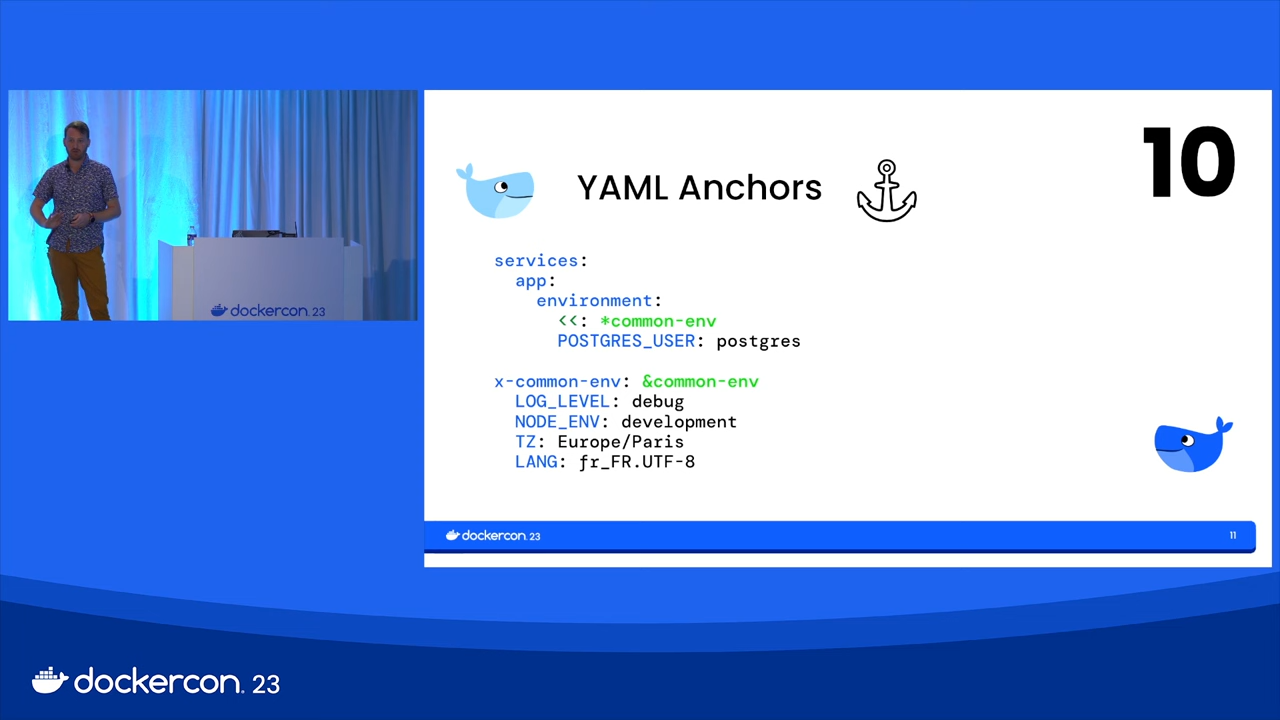 10
YAML Anchors
services:
  app:
    environment:
      <<: *common-env
      POSTGRES_USER: postgres
x-common-env: &common-env
  LOG_LEVEL: debug
  NODE_ENV: development
  TZ: Europe/Paris
  LANG: fr_FR.UTF-8
dockercon.23
dockercon.23
11
dockercon.23